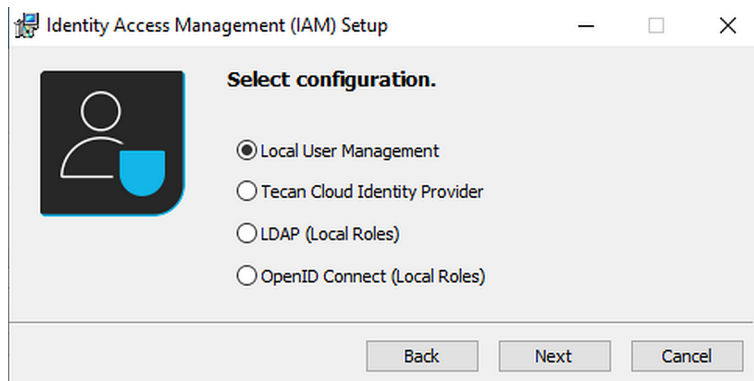 Identity Access Management (IAM) Setup
Select configuration.
Local User Management
Tecan Cloud Identity Provider
LDAP (Local Roles)
OpenID Connect (Local Roles)
Back Next Cancel